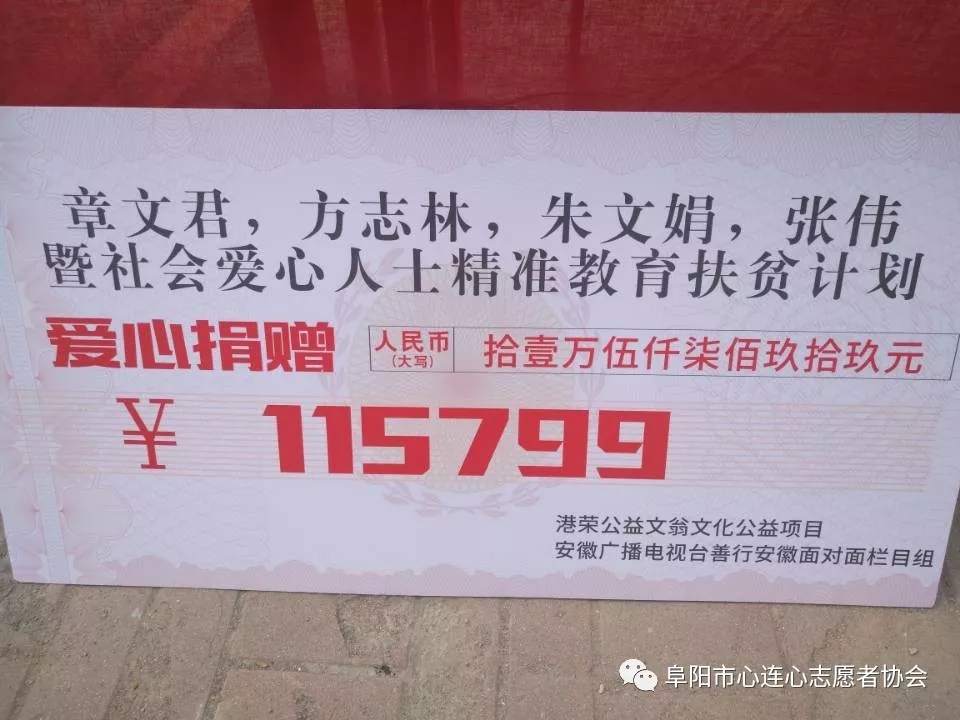 章文君，方志林，朱文娟，张伟
暨社会爱心人士精准教育扶贫计划
爱心捐赠 人民币（大写） 拾壹万伍仟柒佰玖拾玖元
¥ 115799
港荣公益文翁文化公益项目
安徽广播电视台善行安徽面对面栏目组
阜阳市心连心志愿者协会